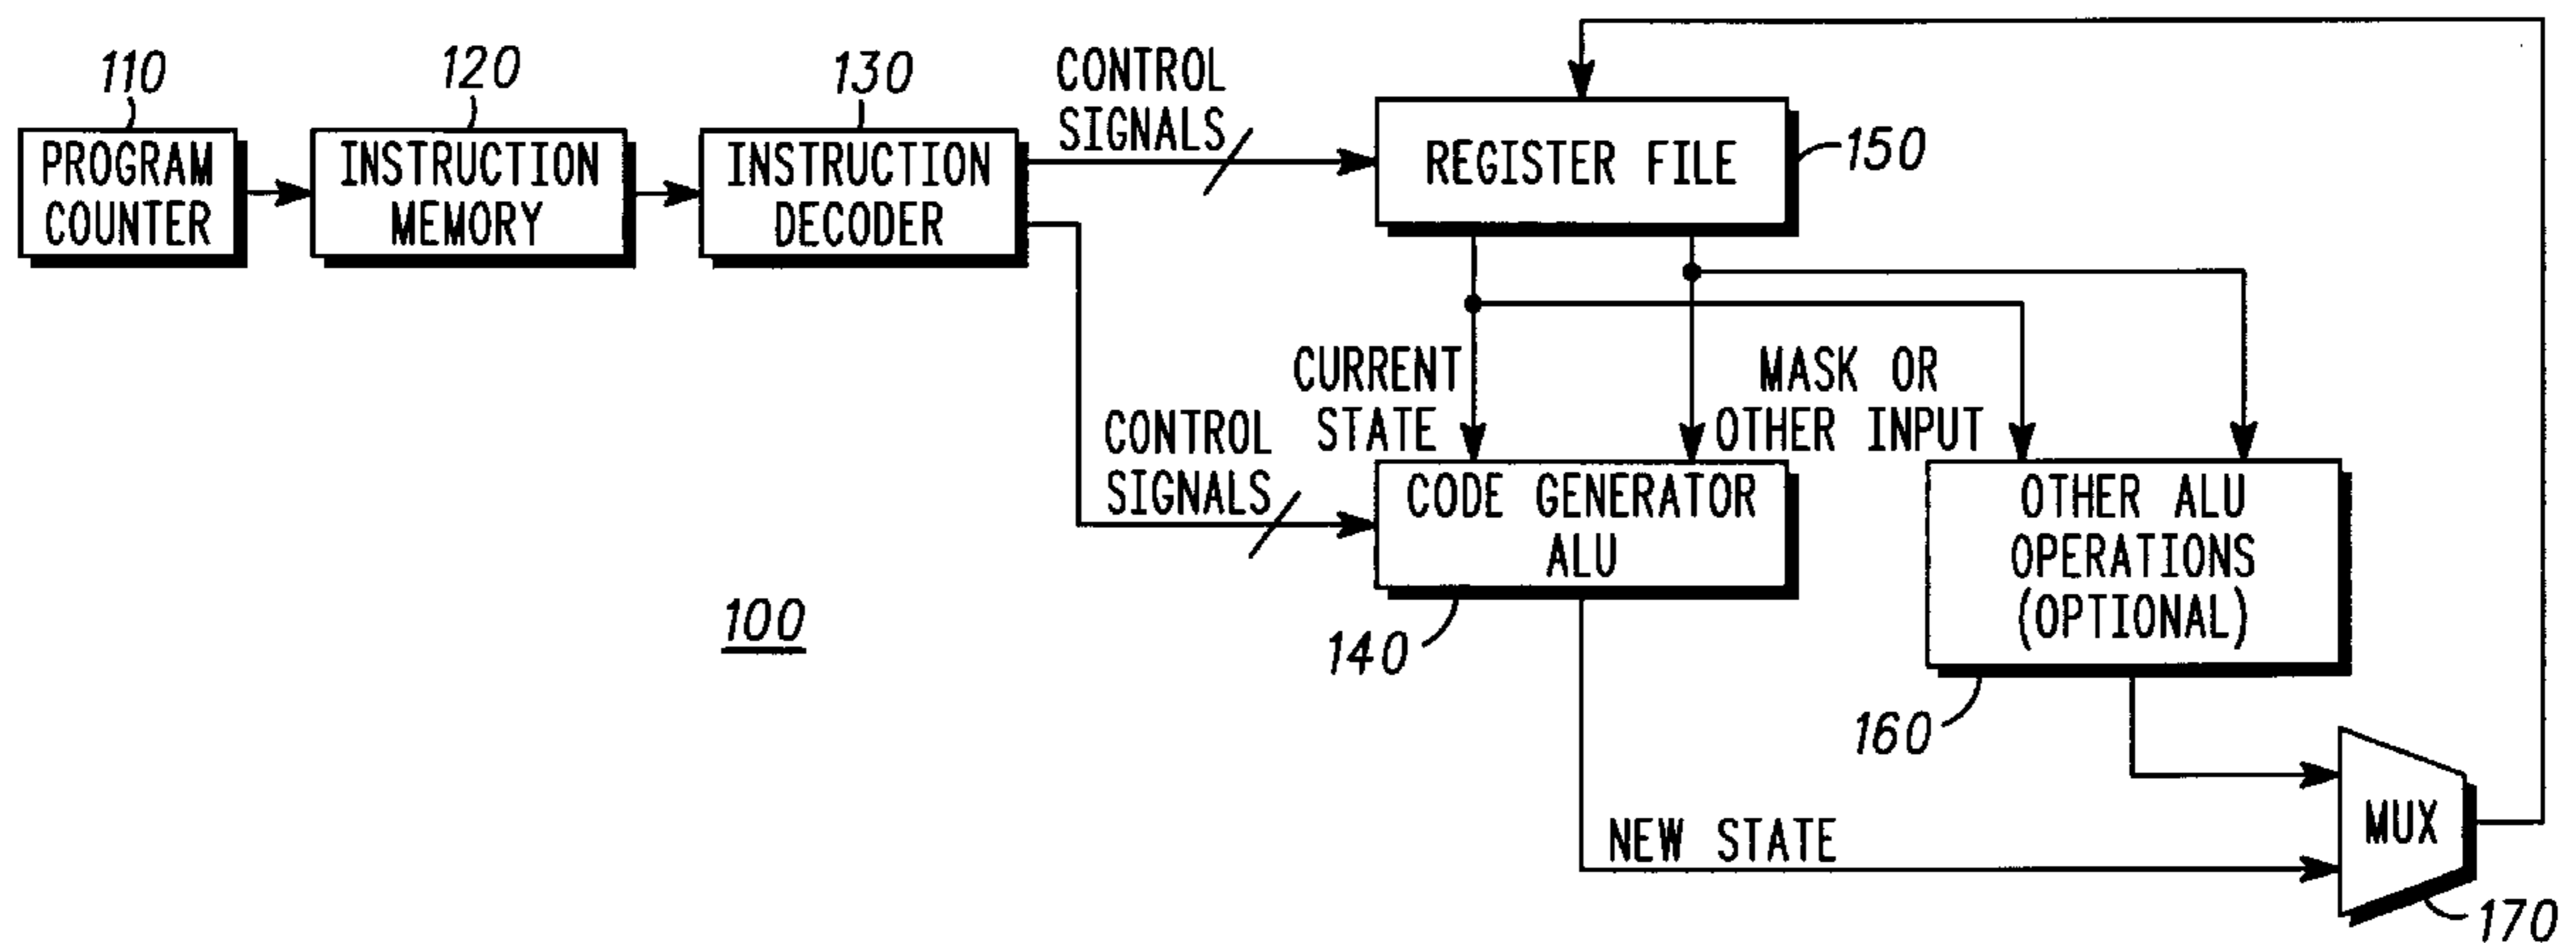 110
PROGRAM
COUNTER
120
INSTRUCTION
MEMORY
130
INSTRUCTION
DECODER
CONTROL
SIGNALS
REGISTER FILE
150
CURRENT
STATE
MASK OR
OTHER INPUT
CONTROL
SIGNALS
CODE GENERATOR
ALU
140
OTHER ALU
OPERATIONS
(OPTIONAL)
160
100
NEW STATE
MUX
170